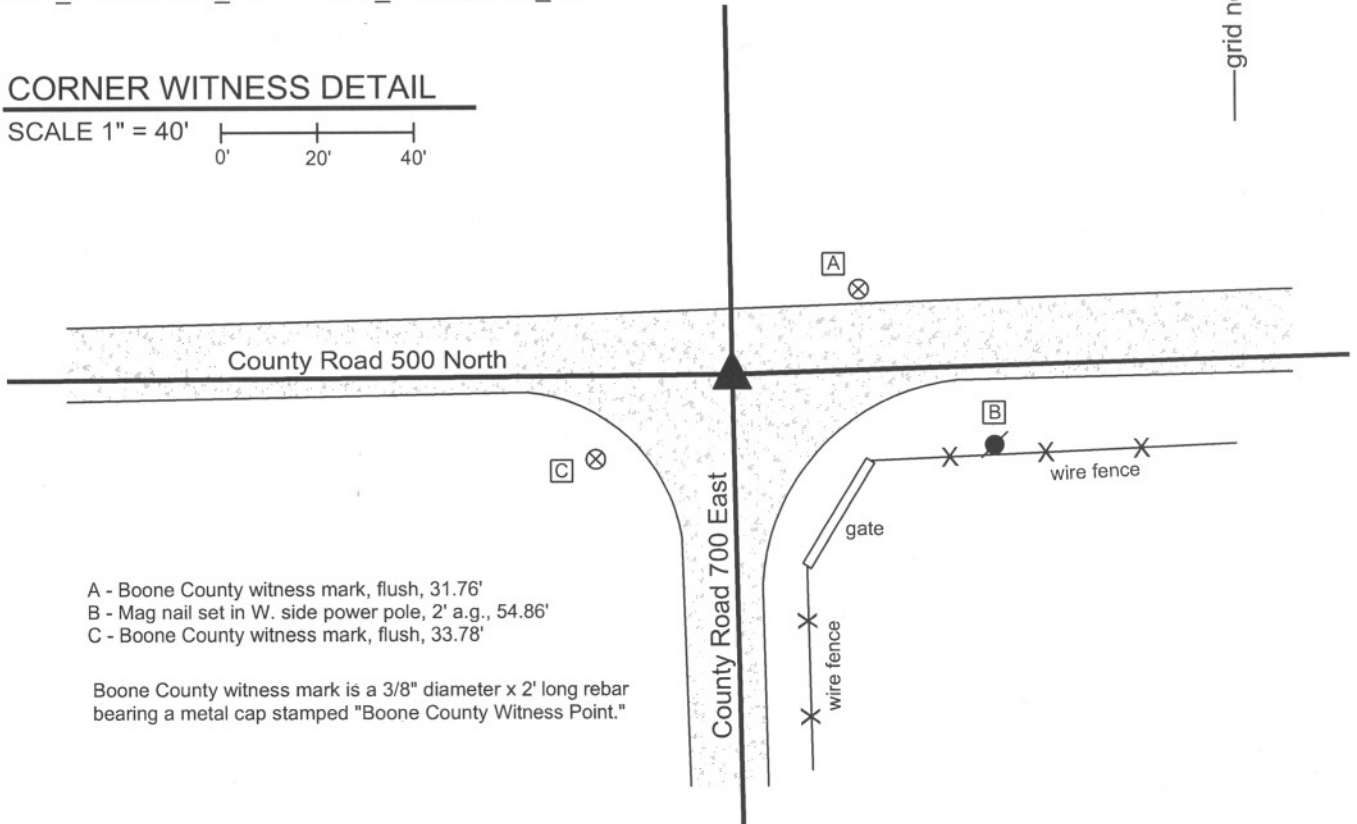 CORNER WITNESS DETAIL
SCALE 1" = 40'
0' 20' 40'
grid
A
County Road 500 North
B
C
wire fence
gate
County Road 700 East
wire fence
A - Boone County witness mark, flush, 31.76'
B - Mag nail set in W. side power pole, 2' a.g., 54.86'
C - Boone County witness mark, flush, 33.78'
Boone County witness mark is a 3/8" diameter x 2' long rebar
bearing a metal cap stamped "Boone County Witness Point."